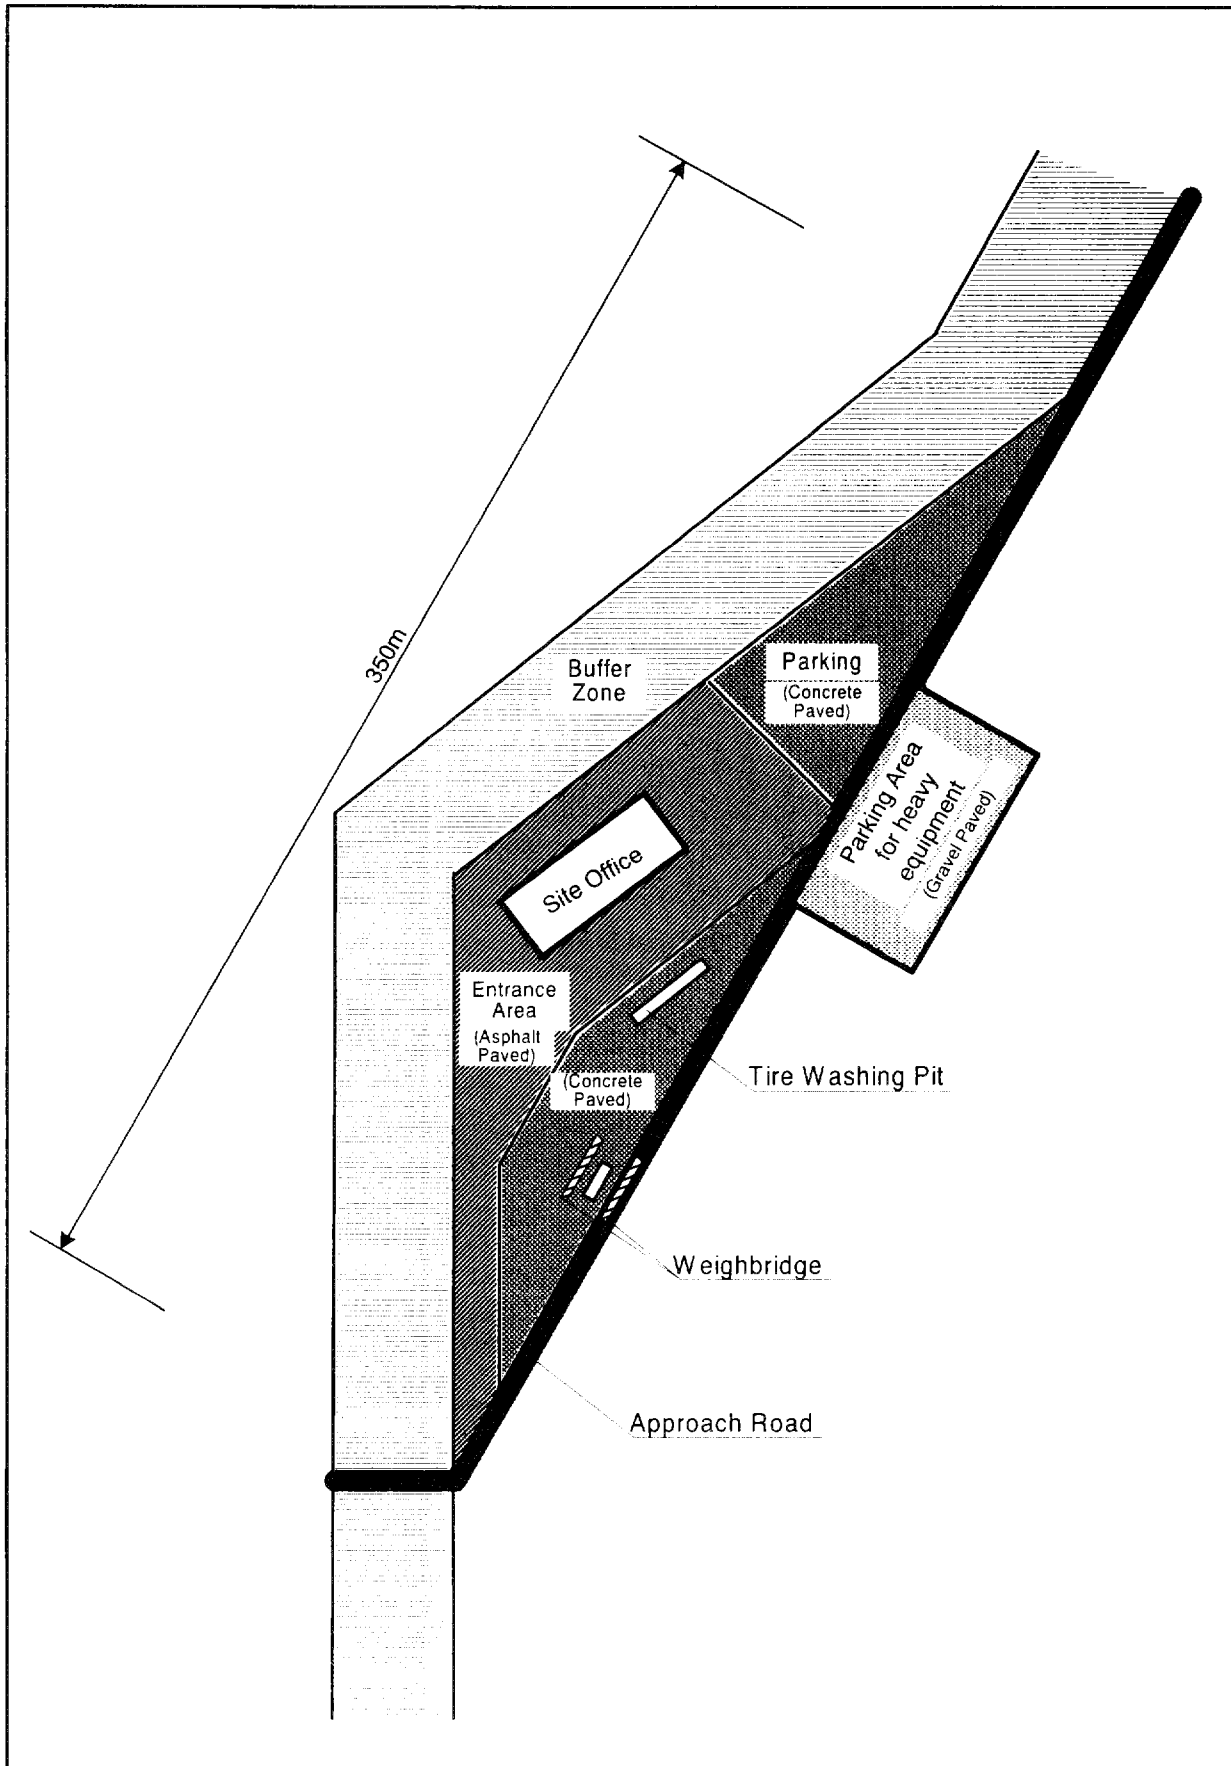 350m
Buffer
Zone
Parking
(Concrete
Paved)
Parking Area
for heavy
equipment
(Gravel Paved)
Site Office
Entrance
Area
(Asphalt
Paved)
(Concrete
Paved)
Tire Washing Pit
Weighbridge
Approach Road